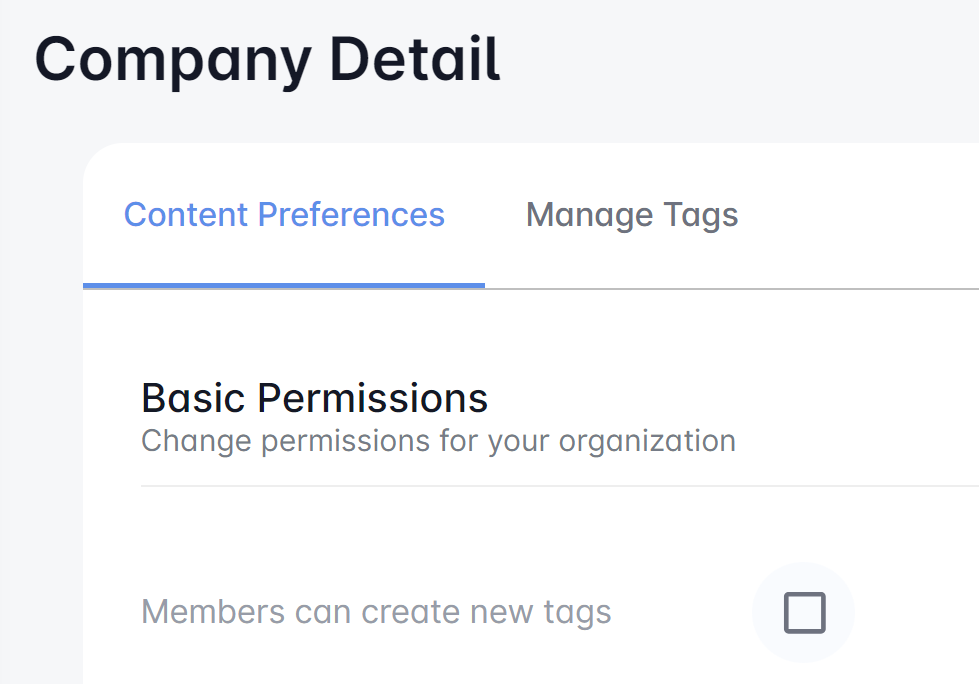 Company Detail
Content Preferences Manage Tags
Basic Permissions
Change permissions for your organization
Members can create new tags